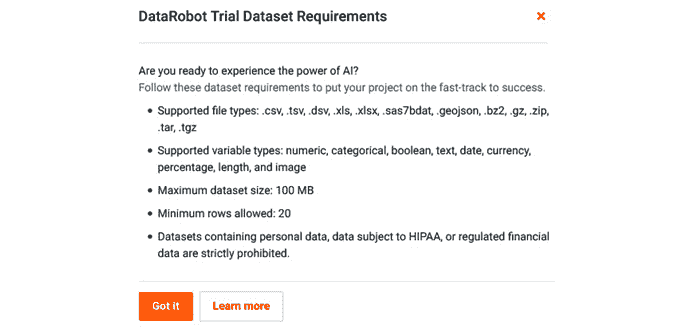 DataRobot Trial Dataset Requirements
Are you ready to experience the power of AI?
Follow these dataset requirements to put your project on the fast-track to success.
• Supported file types: .csv, .tsv, .dsv, .xls, .xlsx, .sas7bdat, .geojson, .bz2, .gz, .zip,
.tar, .tgz
• Supported variable types: numeric, categorical, boolean, text, date, currency,
percentage, length, and image
• Maximum dataset size: 100 MB
• Minimum rows allowed: 20
• Datasets containing personal data, data subject to HIPAA, or regulated financial
data are strictly prohibited.
Got it Learn more